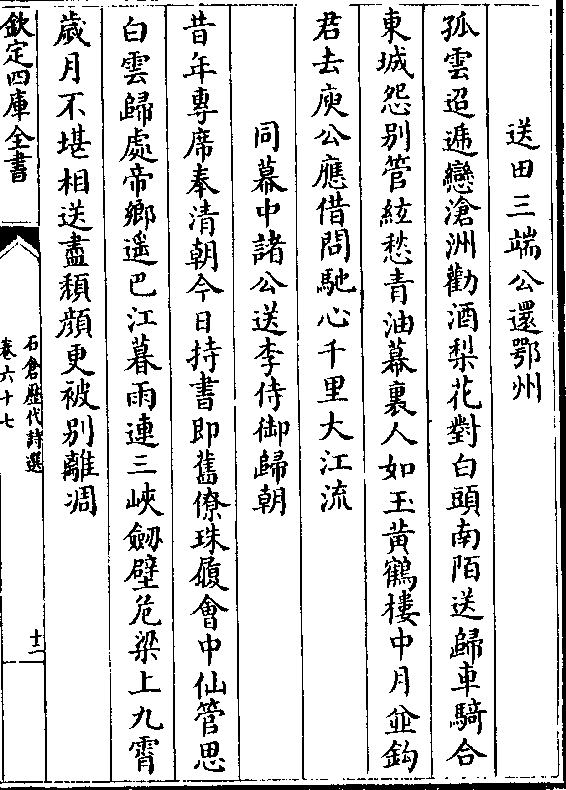 送田三端公還鄂州
孤雲迢遞戀滄洲勸酒梨花對白頭南陌送歸車騎合
東城怨别管絃愁青油幕裏人如玉黄鶴樓中月並鈎
君去庾公應借問馳心千里大江流
同幕中諸公送李侍御歸朝
昔年專席奉清朝今日持書即舊僚珠履會中仙管思
白雲歸處帝鄉遥巴江暮雨連三峽劒壁危梁上九霄
歲月不堪相送盡頽顔更被别離凋
欽定四庫全書
石倉歷代詩選
卷六十七
十二